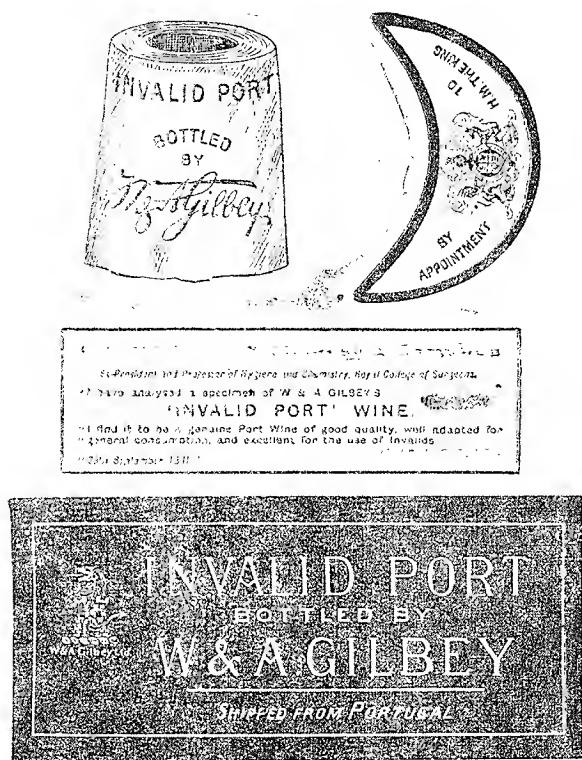 INVALID PORT
BOTTLED
BY
W & A Gilbey
BY
APPOINTMENT
TO
H.M. THE KING
Ex-President and Professor of Hygiene and Chemistry, Royal College of Surgeons.
have analysed a specimen of W & A GILBEY'S
"INVALID PORT" WINE.
I find it to be a genuine Port Wine of good quality, well adapted for
general consumption, and excellent for the use of Invalids
September
INVALID PORT
BOTTLED BY
W & A GILBEY
SHIPPED FROM PORTUGAL
W&A GILBEY